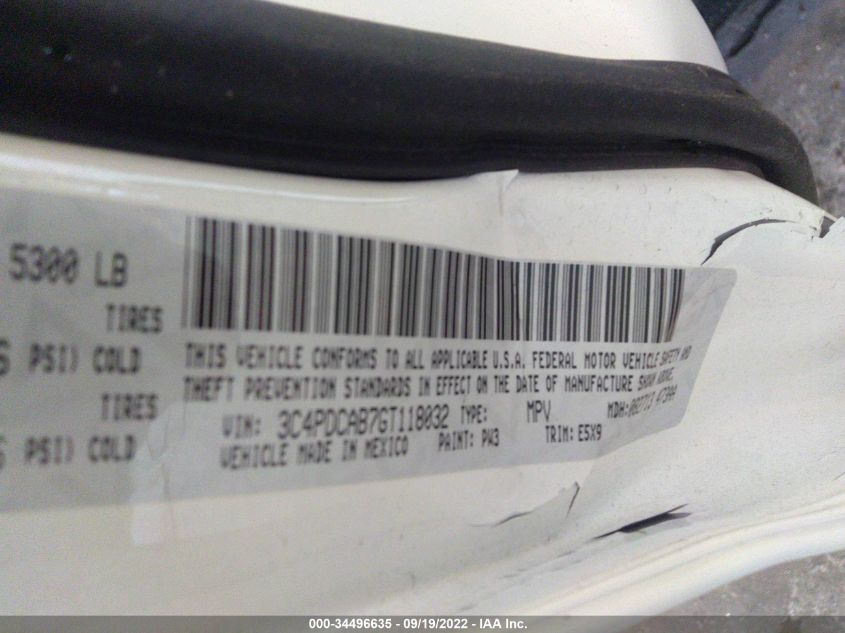 5300 LB
TIRES
PSI) COLD
TIRES
PSI) COLD
THIS VEHICLE CONFORMS TO ALL APPLICABLE U.S.A. FEDERAL MOTOR VEHICLE SAFETY AND
THEFT PREVENTION STANDARDS IN EFFECT ON THE DATE OF MANUFACTURE SHOWN ABOVE.
VIN: 3C4PDCAB7GT118032 TYPE: MPV MDH:
VEHICLE MADE IN MEXICO PAINT: PW3 TRIM: E5X9
000-34496635 - 09/19/2022 - IAA Inc.